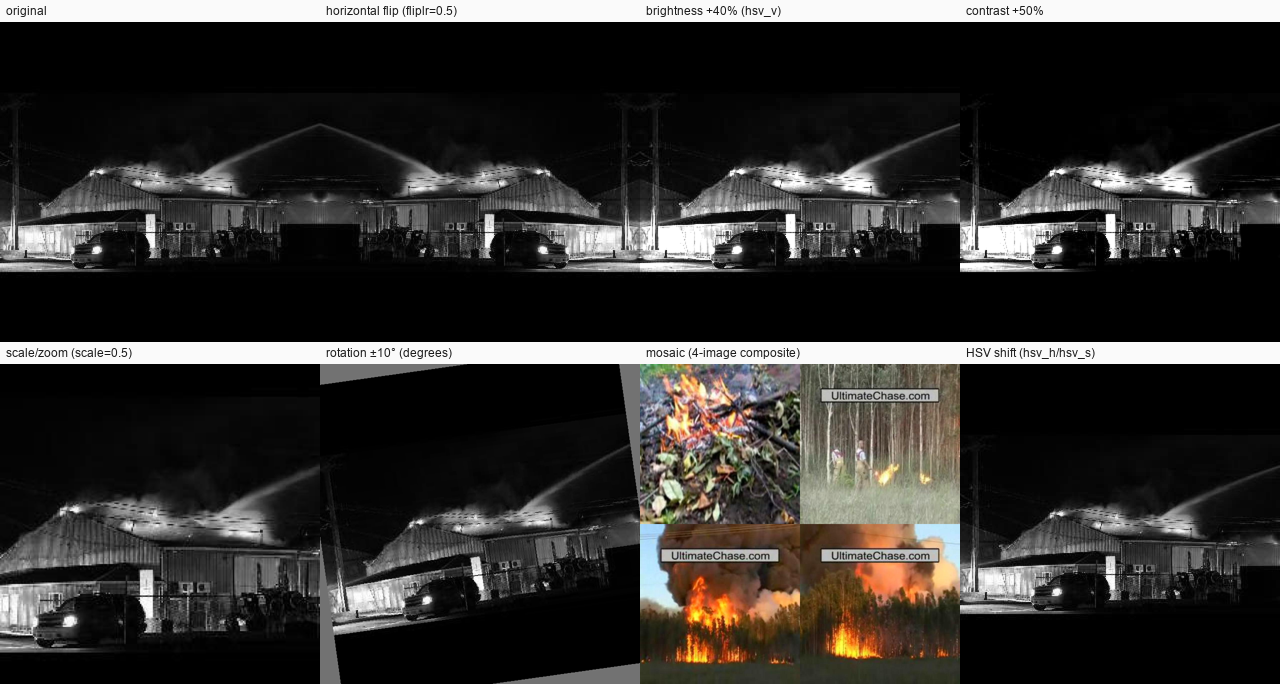 original
horizontal flip (fliplr=0.5)
brightness +40% (hsv_v)
contrast +50%
scale/zoom (scale=0.5)
rotation ±10° (degrees)
mosaic (4-image composite)
HSV shift (hsv_h/hsv_s)
UltimateChase.com
UltimateChase.com
UltimateChase.com